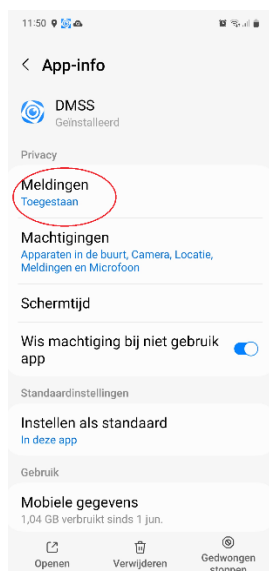 11:50
App-info
DMSS
Geïnstalleerd
Privacy
Meldingen
Toegestaan
Machtigingen
Apparaten in de buurt, Camera, Locatie,
Meldingen en Microfoon
Schermtijd
Wis machtiging bij niet gebruik
app
Standaardinstellingen
Instellen als standaard
In deze app
Gebruik
Mobiele gegevens
1,04 GB verbruikt sinds 1 jun.
Openen
Verwijderen
Gedwongen
stoppen